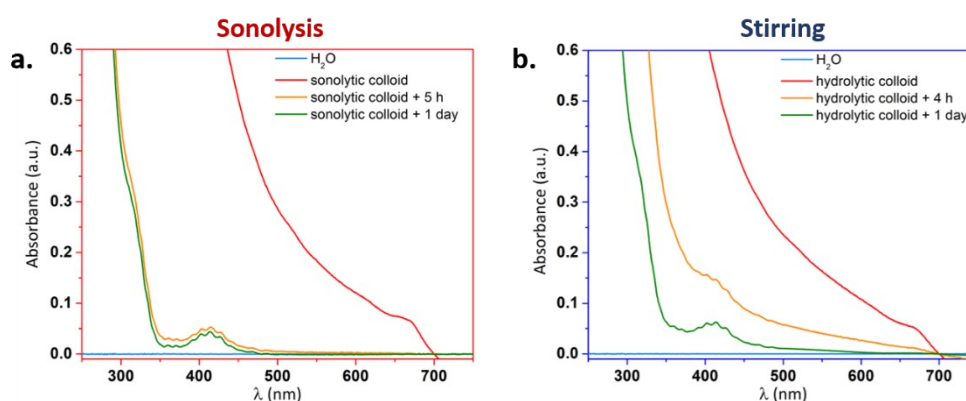 Sonolysis
a.
0.6
0.5
0.4
0.3
0.2
0.1
0.0
Absorbance (a.u.)
H₂O
sonolytic colloid
sonolytic colloid + 5 h
sonolytic colloid + 1 day
300 400 500 600 700
λ (nm)
Stirring
b.
0.6
0.5
0.4
0.3
0.2
0.1
0.0
Absorbance (a.u.)
H₂O
hydrolytic colloid
hydrolytic colloid + 4 h
hydrolytic colloid + 1 day
300 400 500 600 700
λ (nm)